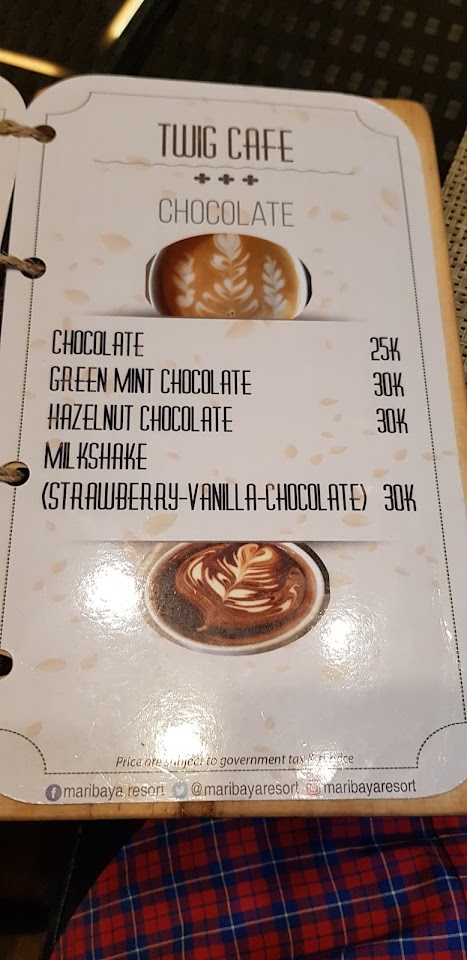 TWIG CAFE
CHOCOLATE
CHOCOLATE 25K
GREEN MINT CHOCOLATE 30K
HAZELNUT CHOCOLATE 30K
MILKSHAKE
(STRAWBERRY-VANILLA-CHOCOLATE) 30K
Price are subject to government tax & service
maribaya resort @maribayaresort maribayaresort